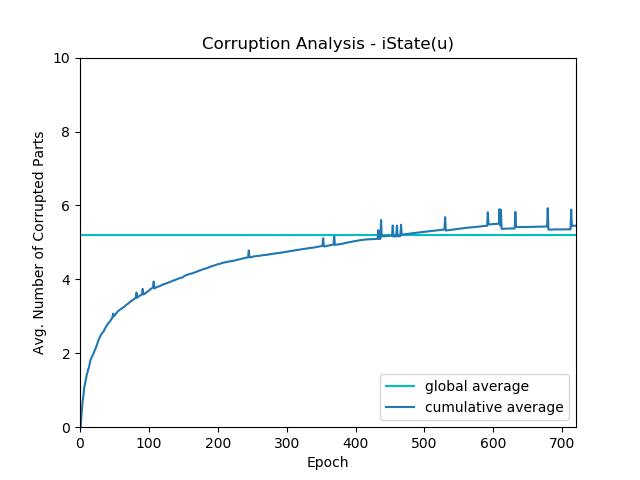 Corruption Analysis - iState(u)
10
8
6
4
2
0
Avg. Number of Corrupted Parts
global average
cumulative average
0 100 200 300 400 500 600 700
Epoch